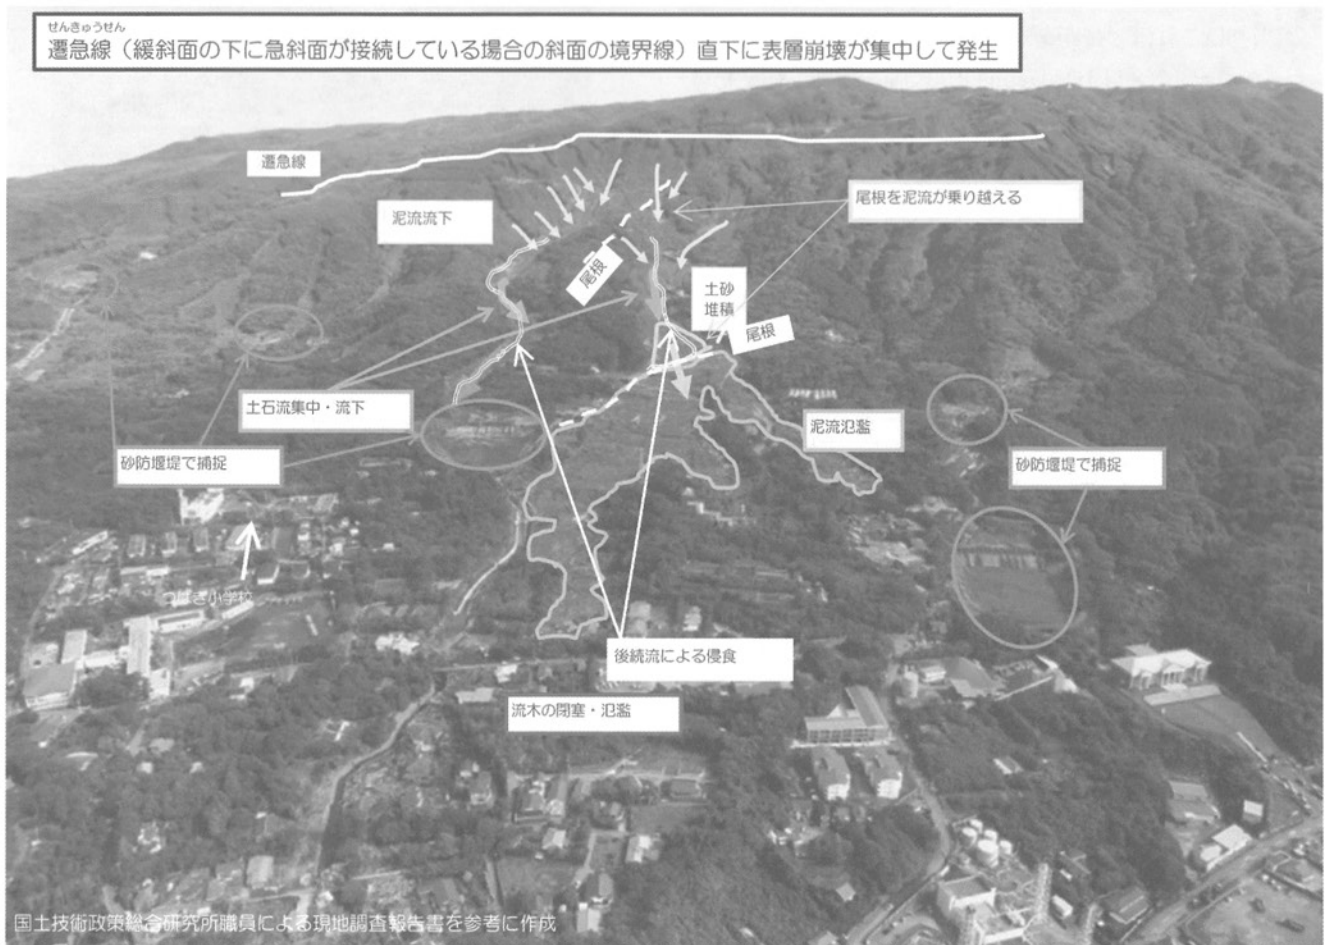 せんきゅうせん
遷急線（緩斜面の下に急斜面が接続している場合の斜面の境界線）直下に表層崩壊が集中して発生
遷急線
泥流流下
尾根を泥流が乗り越える
尾根
土砂
堆積
尾根
土石流集中・流下
泥流氾濫
砂防堰堤で捕捉
砂防堰堤で捕捉
つばき小学校
後続流による侵食
流木の閉塞・氾濫
国土技術政策総合研究所職員による現地調査報告書を参考に作成